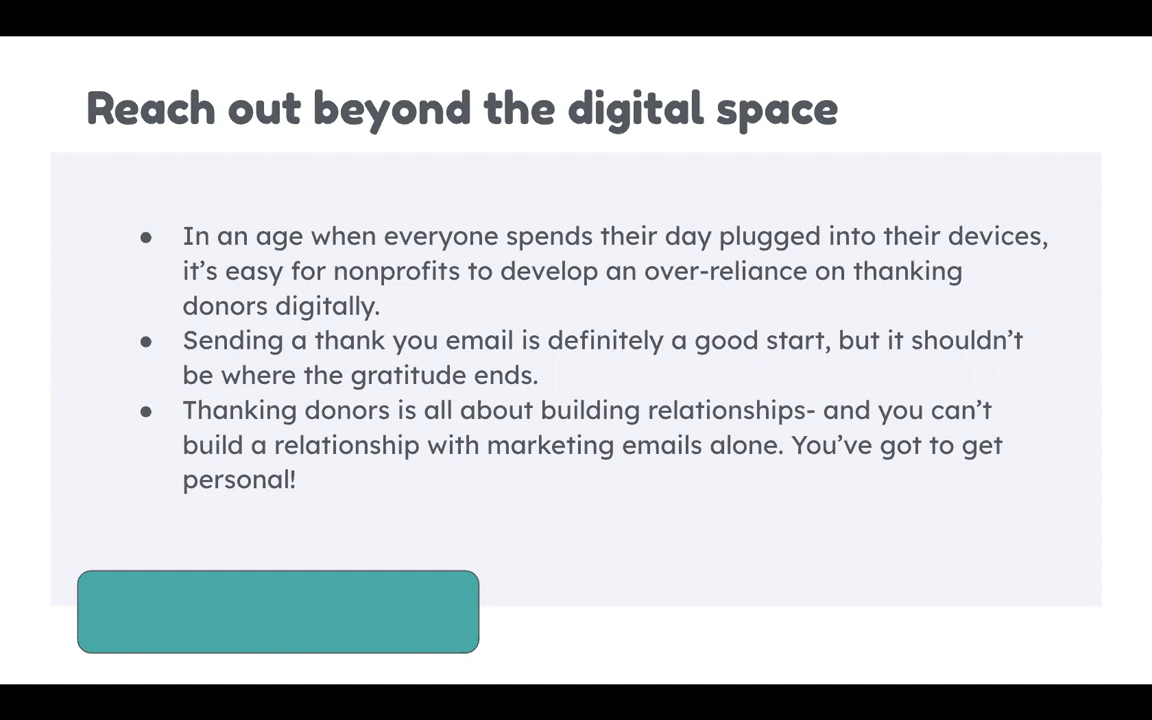 Reach out beyond the digital space
● In an age when everyone spends their day plugged into their devices,
it’s easy for nonprofits to develop an over-reliance on thanking
donors digitally.
● Sending a thank you email is definitely a good start, but it shouldn’t
be where the gratitude ends.
● Thanking donors is all about building relationships- and you can’t
build a relationship with marketing emails alone. You’ve got to get
personal!